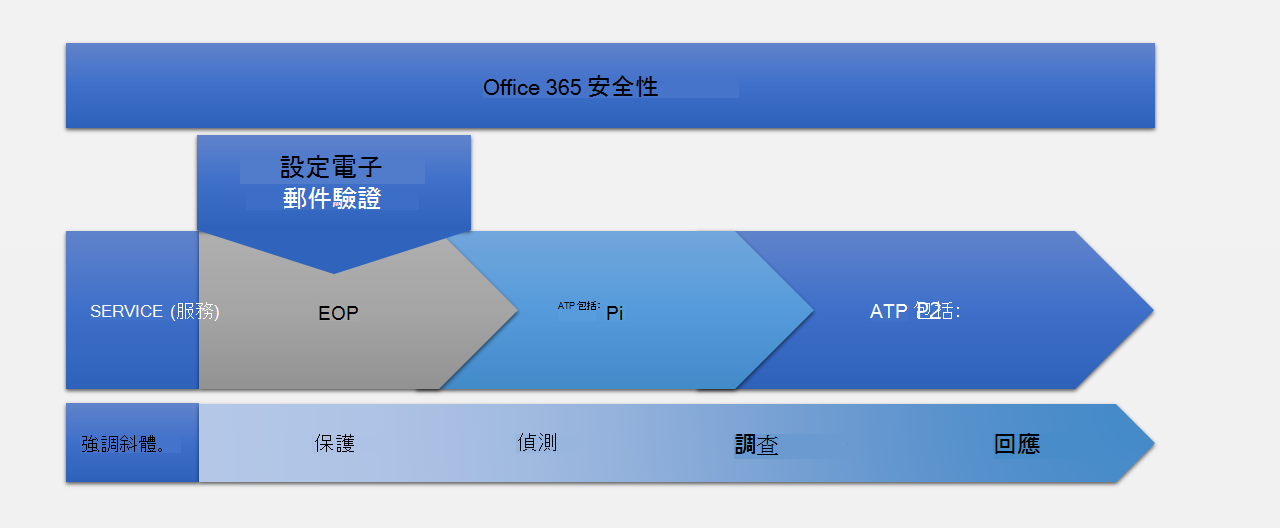 Office 365 安全性
設定電子
郵件驗證
SERVICE (服務)
EOP
ATP 包括：
Pi
ATP 包括：
P2
強調斜體。
保護
偵測
調查
回應